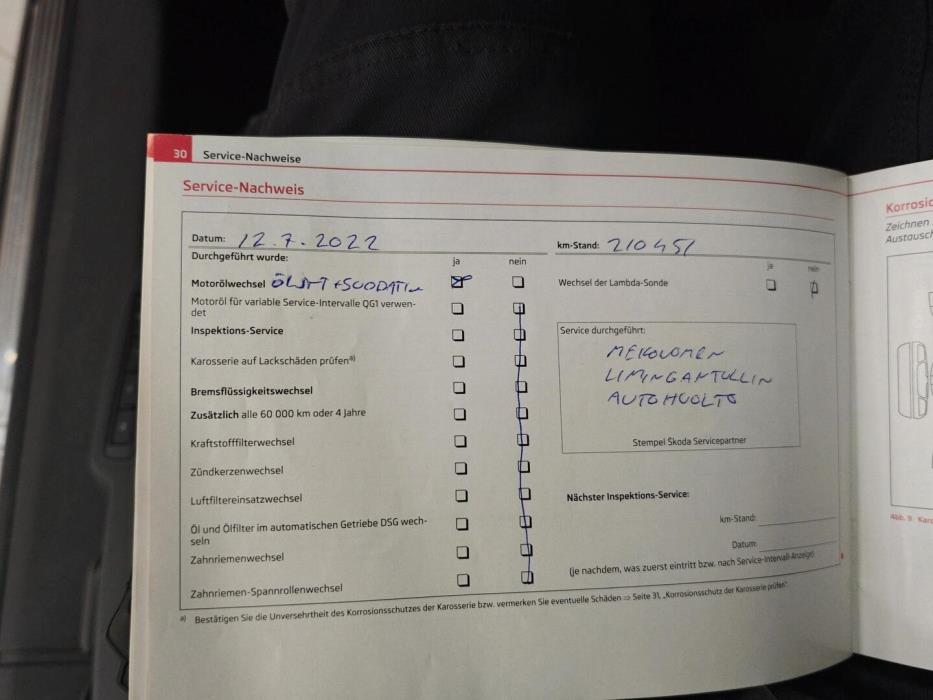 30 Service-Nachweise
Service-Nachweis
Datum: 12.7.2022
km-Stand: 210451
Durchgeführt wurde:
ja nein
ja nein
Motorölwechsel ÖLJYT + SUODATIN
Wechsel der Lambda-Sonde
Motoröl für variable Service-Intervalle QG1 verwen-
det
Inspektions-Service
Karosserie auf Lackschäden prüfen a)
Bremsflüssigkeitswechsel
Zusätzlich alle 60 000 km oder 4 Jahre
Kraftstofffilterwechsel
Zündkerzenwechsel
Luftfiltereinsatzwechsel
Öl und Ölfilter im automatischen Getriebe DSG wech-
seln
Zahnriemenwechsel
Zahnriemen-Spannrollenwechsel
Service durchgeführt:
MEKONOMEN
LIMINGANTULLIN
AUTOHUOLTO
Stempel Škoda Servicepartner
Nächster Inspektions-Service:
km-Stand:
Datum:
(je nachdem, was zuerst eintritt bzw. nach Service-Intervall-Anzeige)
a) Bestätigen Sie die Unversehrtheit des Korrosionsschutzes der Karosserie bzw. vermerken Sie eventuelle Schäden ⇒ Seite 31, „Korrosionsschutz der Karosserie prüfen".
Korrosio
Zeichnen
Austausch
Abb. 9 Karo